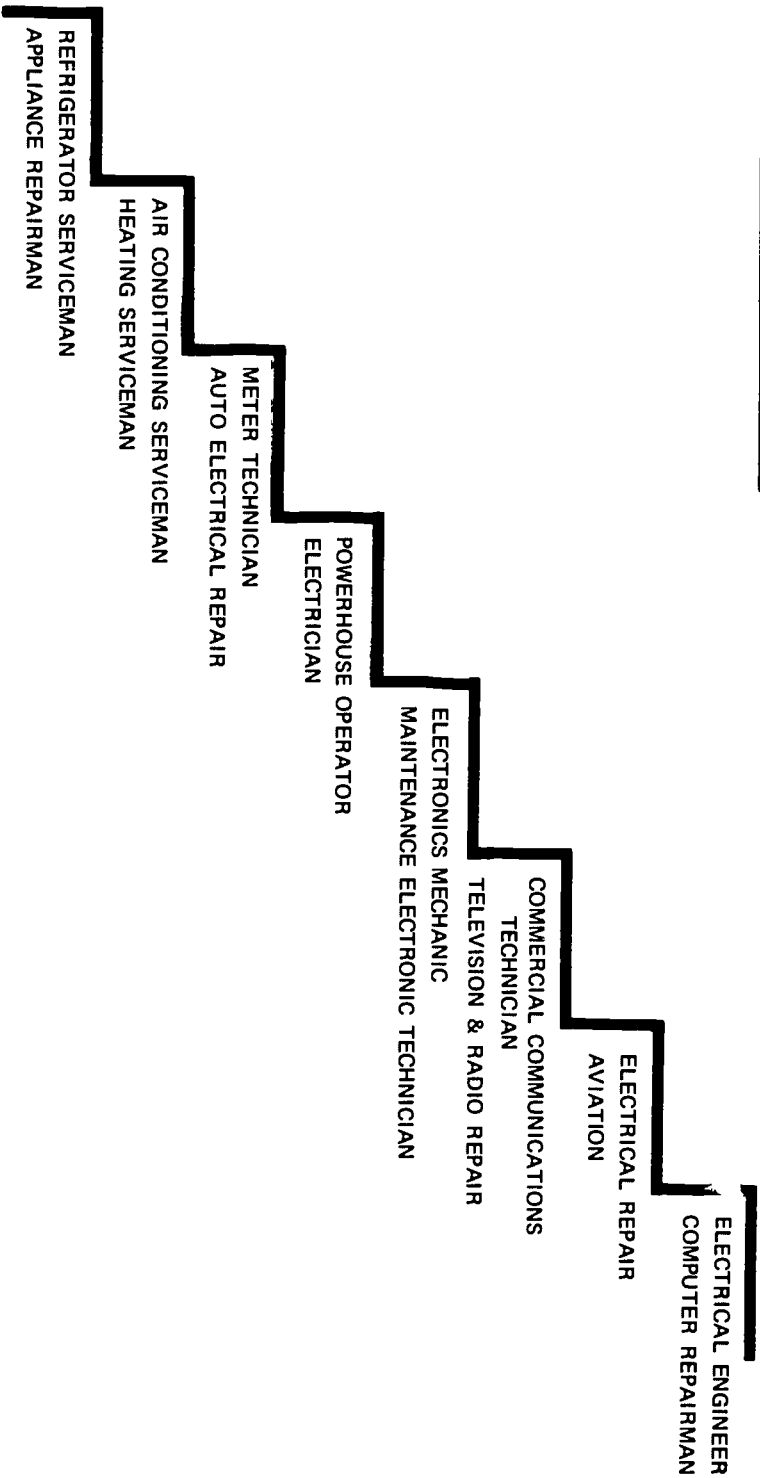 ELECTRICAL ENGINEER
COMPUTER REPAIRMAN
ELECTRICAL REPAIR
AVIATION
COMMERCIAL COMMUNICATIONS
TECHNICIAN
TELEVISION & RADIO REPAIR
ELECTRONICS MECHANIC
MAINTENANCE ELECTRONIC TECHNICIAN
POWERHOUSE OPERATOR
ELECTRICIAN
METER TECHNICIAN
AUTO ELECTRICAL REPAIR
AIR CONDITIONING SERVICEMAN
HEATING SERVICEMAN
REFRIGERATOR SERVICEMAN
APPLIANCE REPAIRMAN